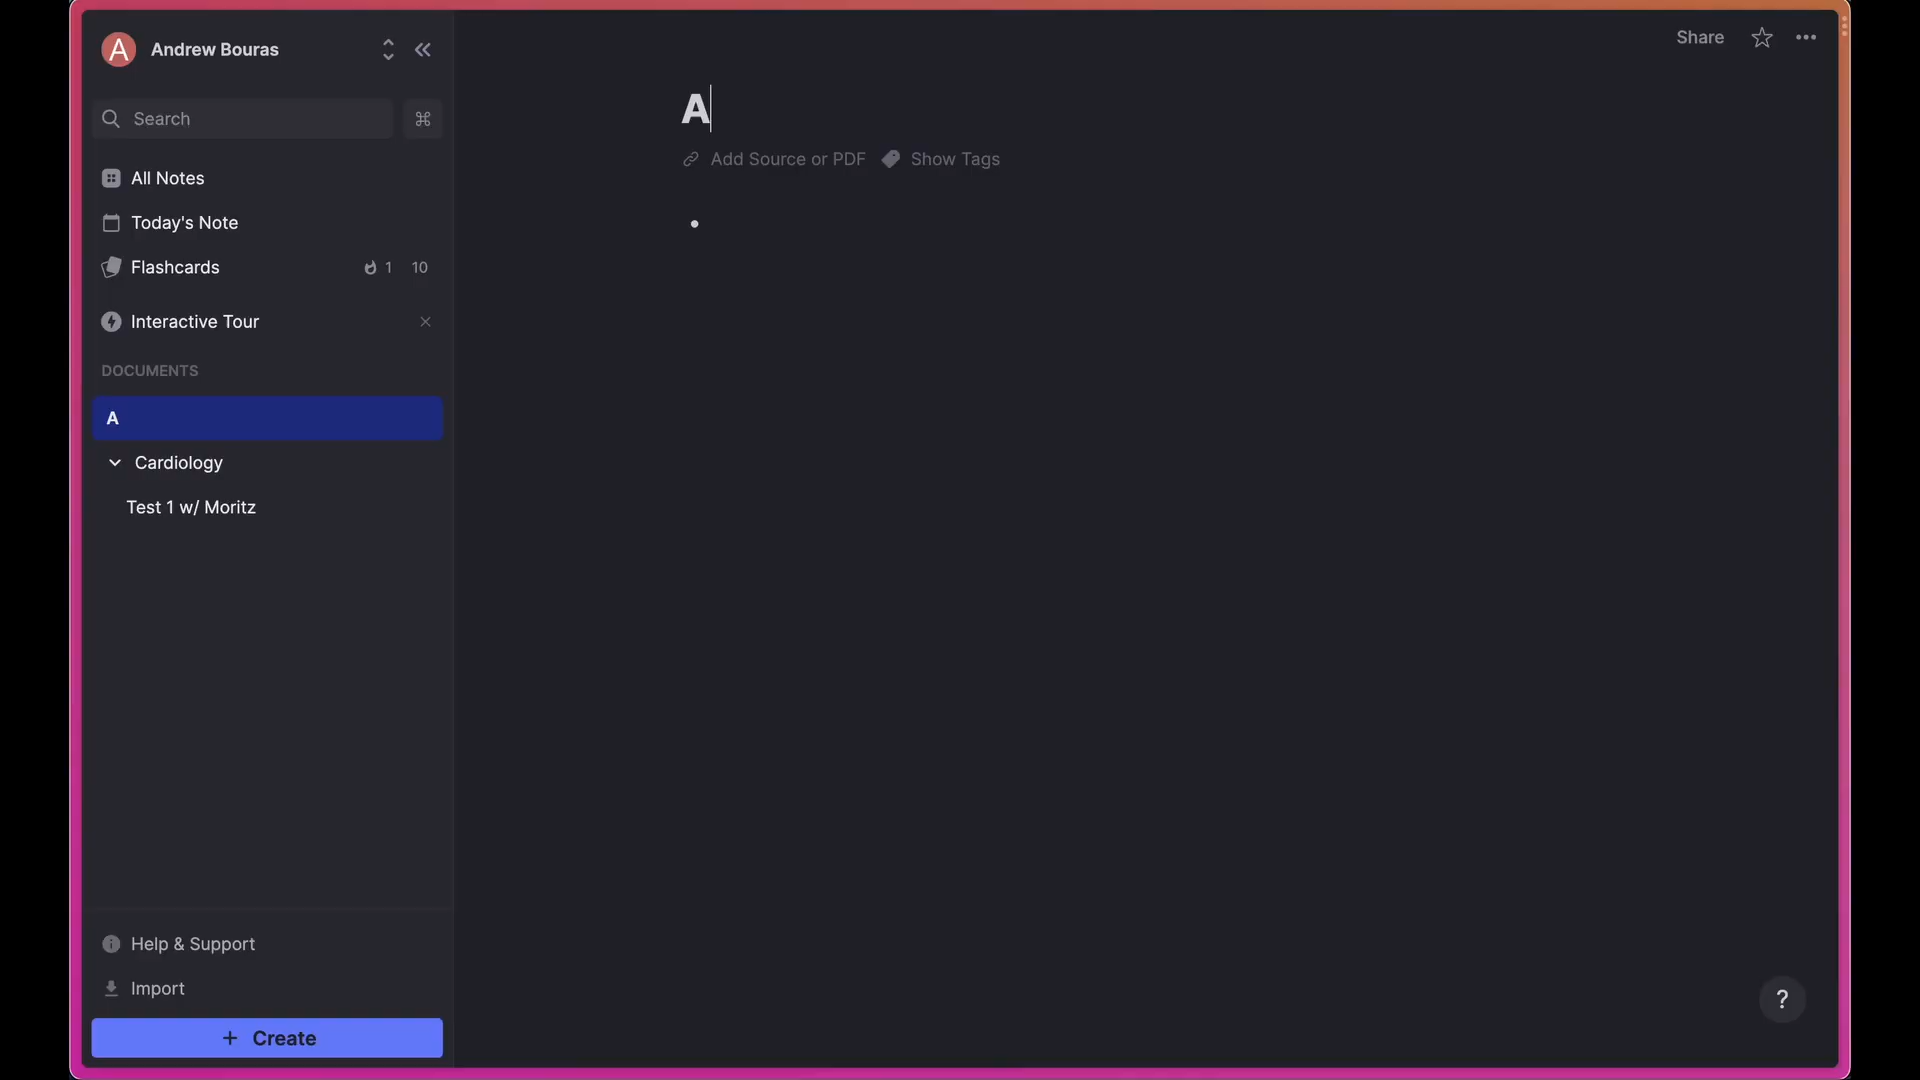 A Andrew Bouras
Search ⌘
All Notes
Today's Note
Flashcards 1 10
Interactive Tour
DOCUMENTS
A
Cardiology
Test 1 w/ Moritz
Help & Support
Import
+ Create
Share
A
Add Source or PDF Show Tags
?